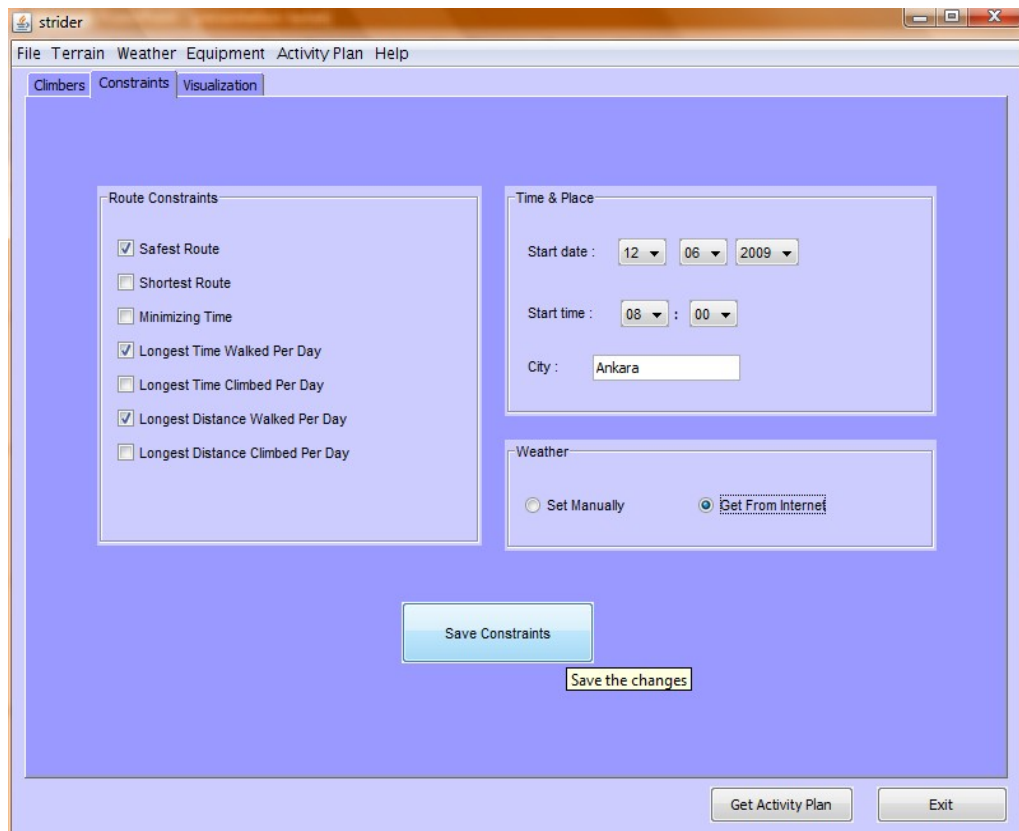 strider
File Terrain Weather Equipment Activity Plan Help
Climbers Constraints Visualization
Route Constraints
Safest Route
Shortest Route
Minimizing Time
Longest Time Walked Per Day
Longest Time Climbed Per Day
Longest Distance Walked Per Day
Longest Distance Climbed Per Day
Time & Place
Start date : 12 06 2009
Start time : 08 : 00
City : Ankara
Weather
Set Manually Get From Internet
Save Constraints
Save the changes
Get Activity Plan Exit